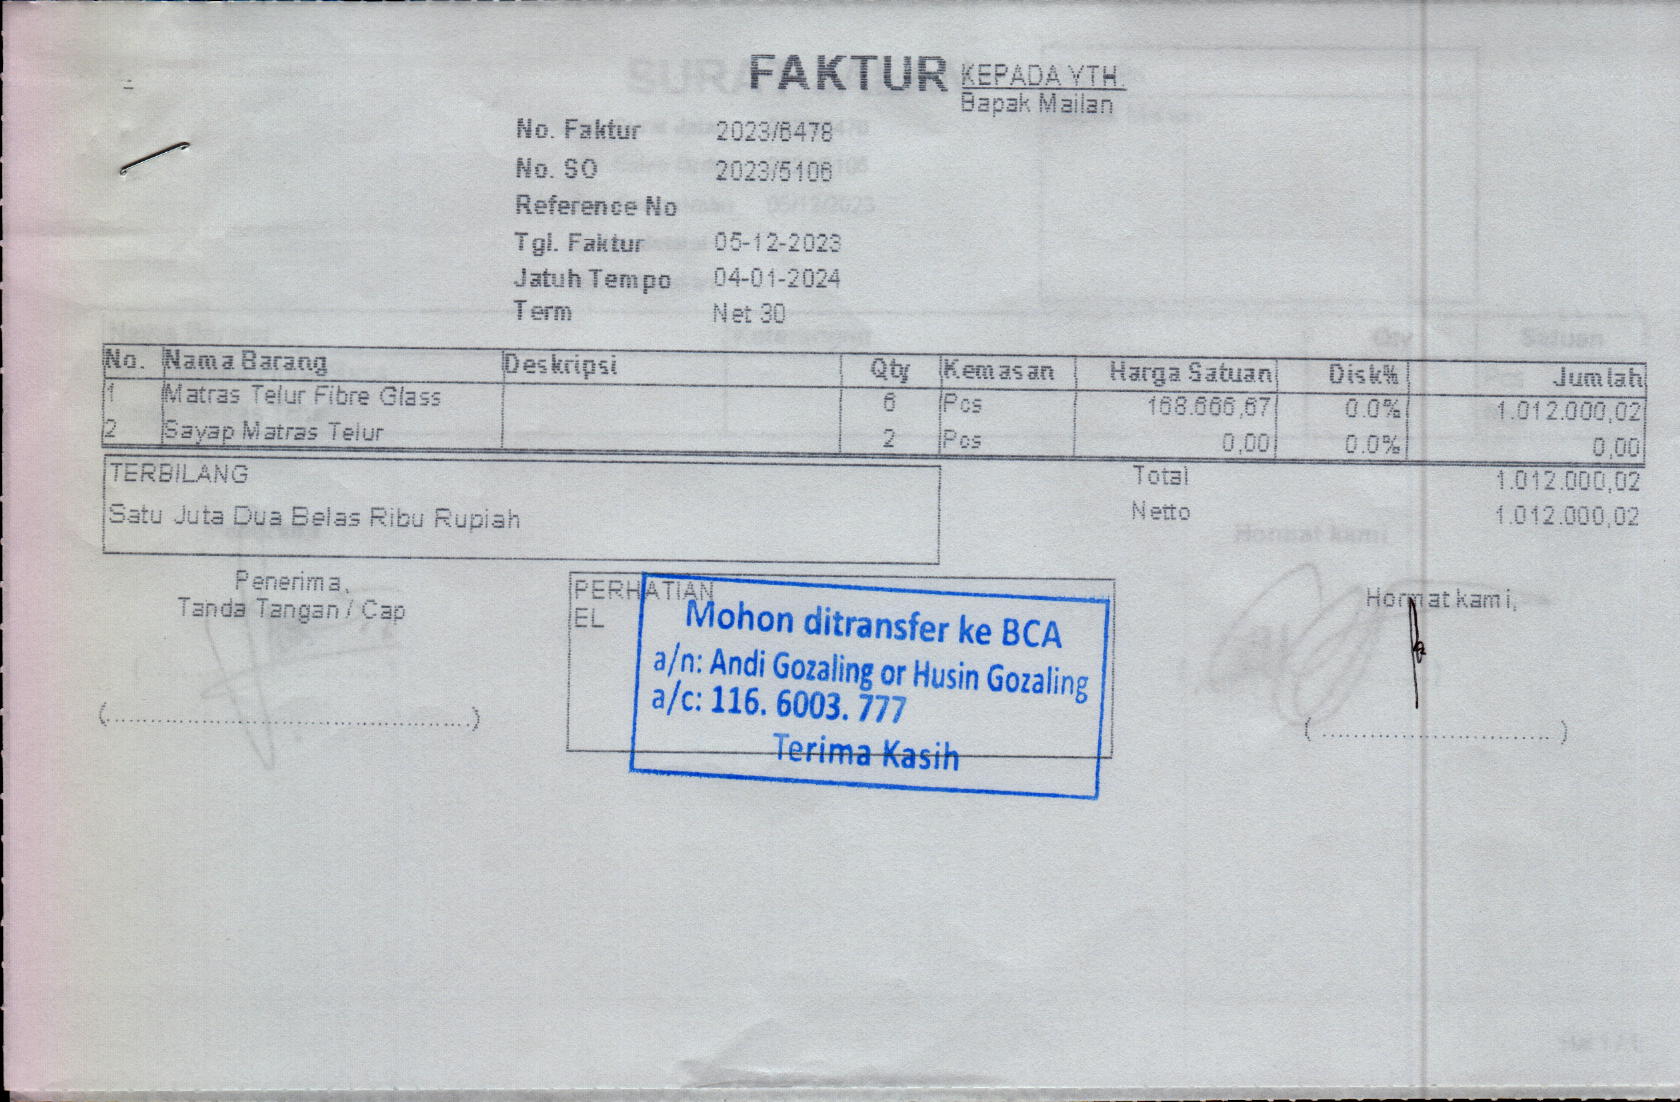 FAKTUR
KEPADA YTH.
Bapak Mailan
No. Faktur 2023/6478
No. SO 2023/5106
Reference No
Tgl. Faktur 05-12-2023
Jatuh Tempo 04-01-2024
Term Net 30
No. Nama Barang Deskripsi Qty Kemasan Harga Satuan Disk% Jumlah
1 Matras Telur Fibre Glass 6 Pcs 168.666,67 0.0% 1.012.000,02
2 Sayap Matras Telur 2 Pcs 0,00 0.0% 0,00
TERBILANG
Satu Juta Dua Belas Ribu Rupiah
Total 1.012.000,02
Netto 1.012.000,02
Penerima,
Tanda Tangan / Cap
(..........................................................)
PERHATIAN
EL
Mohon ditransfer ke BCA
a/n: Andi Gozaling or Husin Gozaling
a/c: 116. 6003. 777
Terima Kasih
Hormat kami,
(....................................)